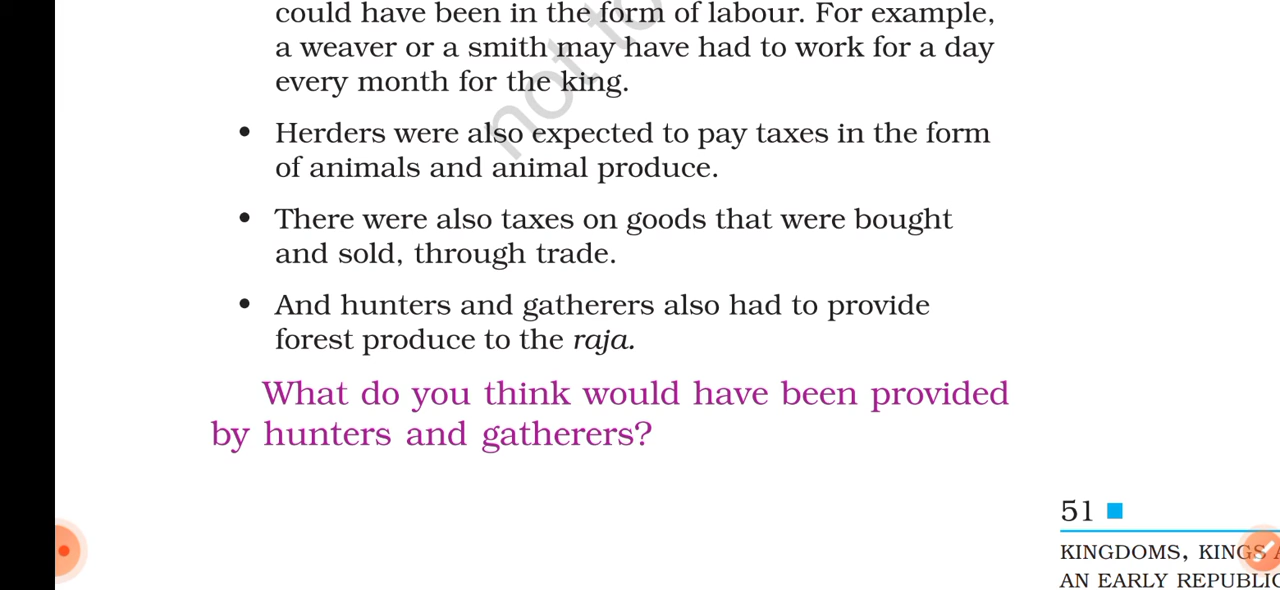 could have been in the form of labour. For example,
a weaver or a smith may have had to work for a day
every month for the king.
• Herders were also expected to pay taxes in the form
of animals and animal produce.
• There were also taxes on goods that were bought
and sold, through trade.
• And hunters and gatherers also had to provide
forest produce to the raja.
What do you think would have been provided
by hunters and gatherers?
not to
51
KINGDOMS, KINGS
AN EARLY REPUBLIC